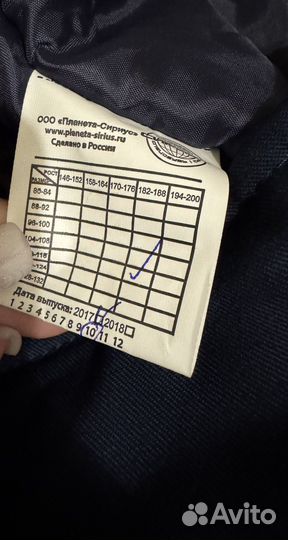 ООО «Планета-Сириус»
www.planeta-sirius.ru
Сделано в России
РОСТ 146-152 158-164 170-176 182-188 194-200
РАЗМЕР
80-84
88-92
96-100
104-108
Дата выпуска: 2017 2018
1 2 3 4 5 6 7 8 9 10 11 12
Avito